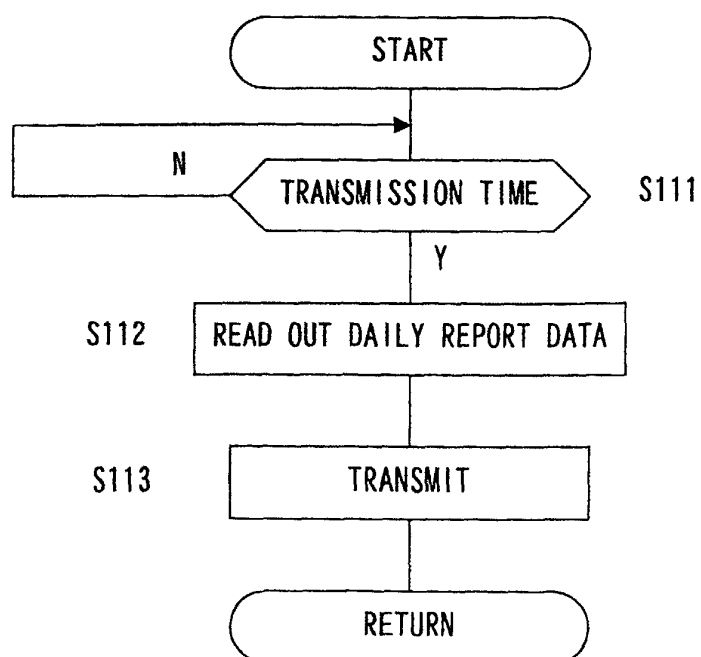 START
N
TRANSMISSION TIME S111
Y
S112 READ OUT DAILY REPORT DATA
S113 TRANSMIT
RETURN